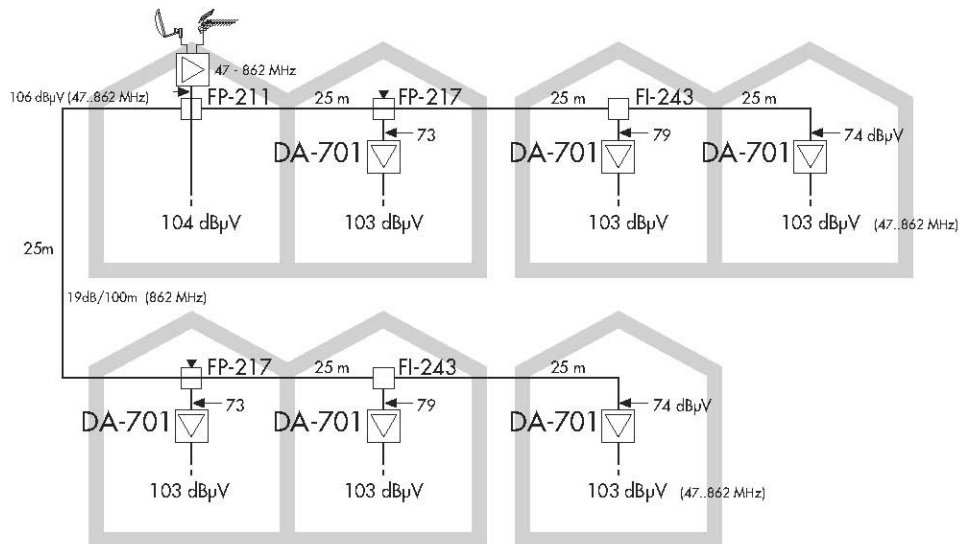 47 - 862 MHz
106 dBµV (47..862 MHz)
FP-211
25 m
FP-217
25 m
FI-243
25 m
73
79
74 dBµV
DA-701
DA-701
DA-701
104 dBµV
103 dBµV
103 dBµV
103 dBµV (47..862 MHz)
25m
19dB/100m (862 MHz)
FP-217
25 m
FI-243
25 m
73
79
74 dBµV
DA-701
DA-701
DA-701
103 dBµV
103 dBµV
103 dBµV (47..862 MHz)